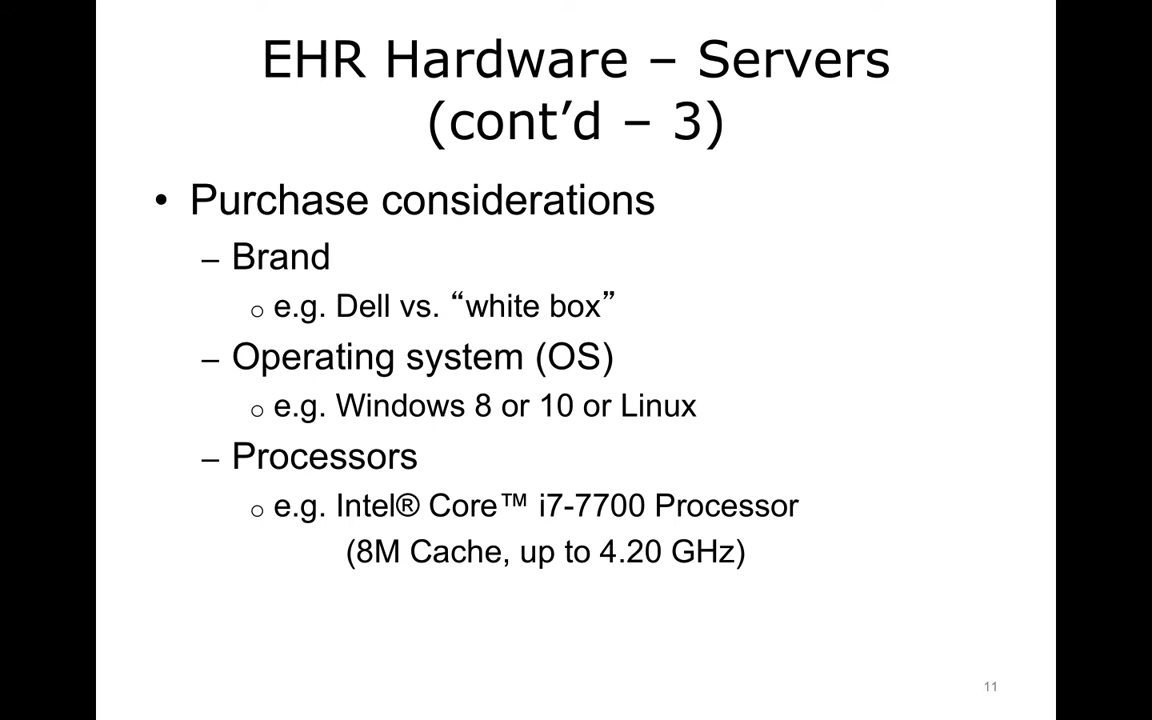 EHR Hardware – Servers
(cont’d – 3)
• Purchase considerations
– Brand
o e.g. Dell vs. “white box”
– Operating system (OS)
o e.g. Windows 8 or 10 or Linux
– Processors
o e.g. Intel® Core™ i7-7700 Processor
(8M Cache, up to 4.20 GHz)
11